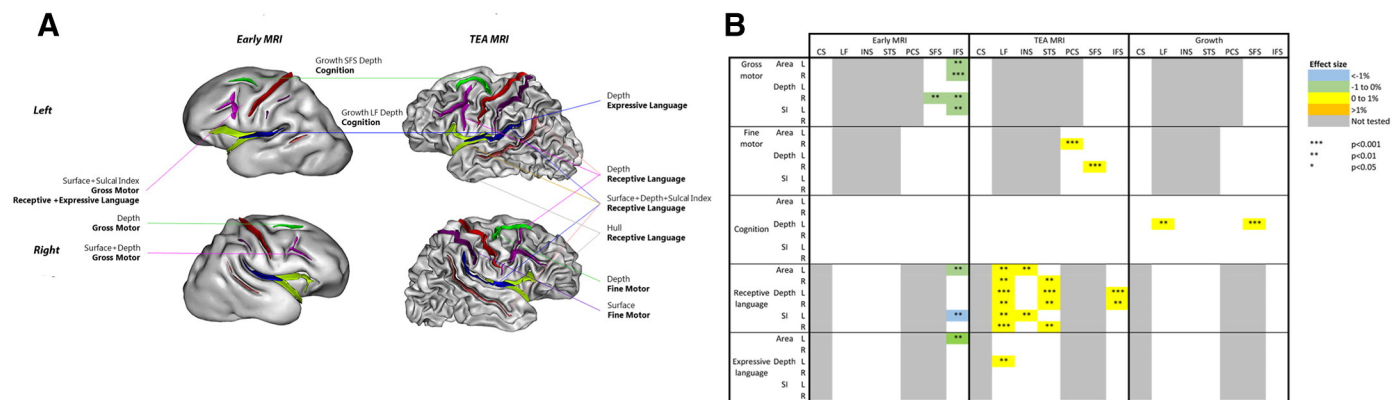 A
Early MRI
TEA MRI
Left
Right
Growth SFS Depth
Cognition
Growth LF Depth
Cognition
Surface+Sulcal Index
Gross Motor
Receptive +Expressive Language
Depth
Gross Motor
Surface+Depth
Gross Motor
Depth
Expressive Language
Depth
Receptive Language
Surface+Depth+Sulcal Index
Receptive Language
Hull
Receptive Language
Depth
Fine Motor
Surface
Fine Motor
B
Early MRI TEA MRI Growth
CS LF INS STS PCS SFS IFS CS LF INS STS PCS SFS IFS CS LF INS STS PCS SFS IFS
Gross motor Area L **
R ***
Depth L
R ** **
SI L **
R
Fine motor Area L
R ***
Depth L
R ***
SI L
R
Cognition Area L
R
Depth L ** ***
R
SI L
R
Receptive language Area L ** ** **
R ** **
Depth L *** *** ***
R ** ** **
SI L ** ** **
R *** **
Expressive language Area L **
R
Depth L **
R
SI L
R
Effect size
<-1%
-1 to 0%
0 to 1%
>1%
Not tested
*** p<0.001
** p<0.01
* p<0.05